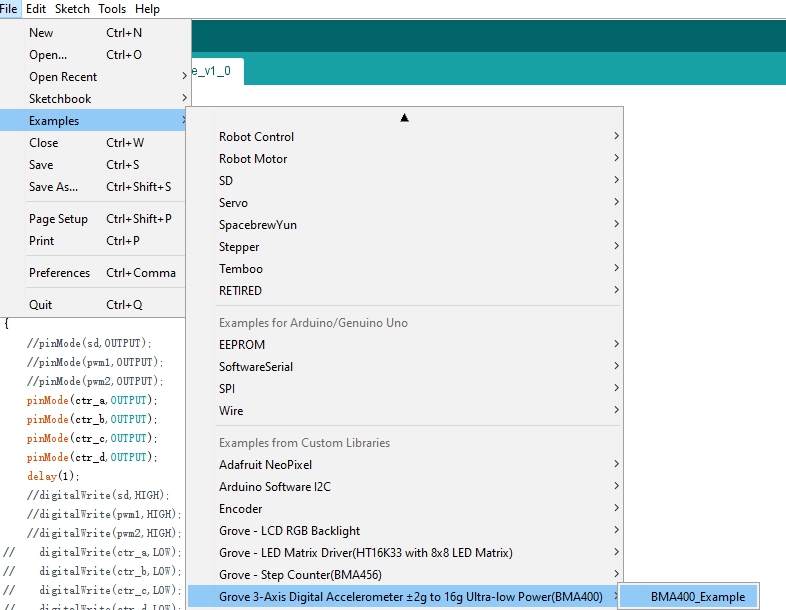 File Edit Sketch Tools Help
New Ctrl+N
Open... Ctrl+O
Open Recent
Sketchbook
Examples
Close Ctrl+W
Save Ctrl+S
Save As... Ctrl+Shift+S
Page Setup Ctrl+Shift+P
Print Ctrl+P
Preferences Ctrl+Comma
Quit Ctrl+Q
e_v1_0
Robot Control
Robot Motor
SD
Servo
SpacebrewYun
Stepper
Temboo
RETIRED
Examples for Arduino/Genuino Uno
EEPROM
SoftwareSerial
SPI
Wire
Examples from Custom Libraries
Adafruit NeoPixel
Arduino Software I2C
Encoder
Grove - LCD RGB Backlight
Grove - LED Matrix Driver(HT16K33 with 8x8 LED Matrix)
Grove - Step Counter(BMA456)
Grove 3-Axis Digital Accelerometer ±2g to 16g Ultra-low Power(BMA400)
BMA400_Example
{
//pinMode(sd,OUTPUT);
//pinMode(pwm1,OUTPUT);
//pinMode(pwm2,OUTPUT);
pinMode(ctr_a,OUTPUT);
pinMode(ctr_b,OUTPUT);
pinMode(ctr_c,OUTPUT);
pinMode(ctr_d,OUTPUT);
delay(1);
//digitalWrite(sd,HIGH);
//digitalWrite(pwm1,HIGH);
//digitalWrite(pwm2,HIGH);
// digitalWrite(ctr_a,LOW);
// digitalWrite(ctr_b,LOW);
// digitalWrite(ctr_c,LOW);
// digitalWrite(ctr_d,LOW);